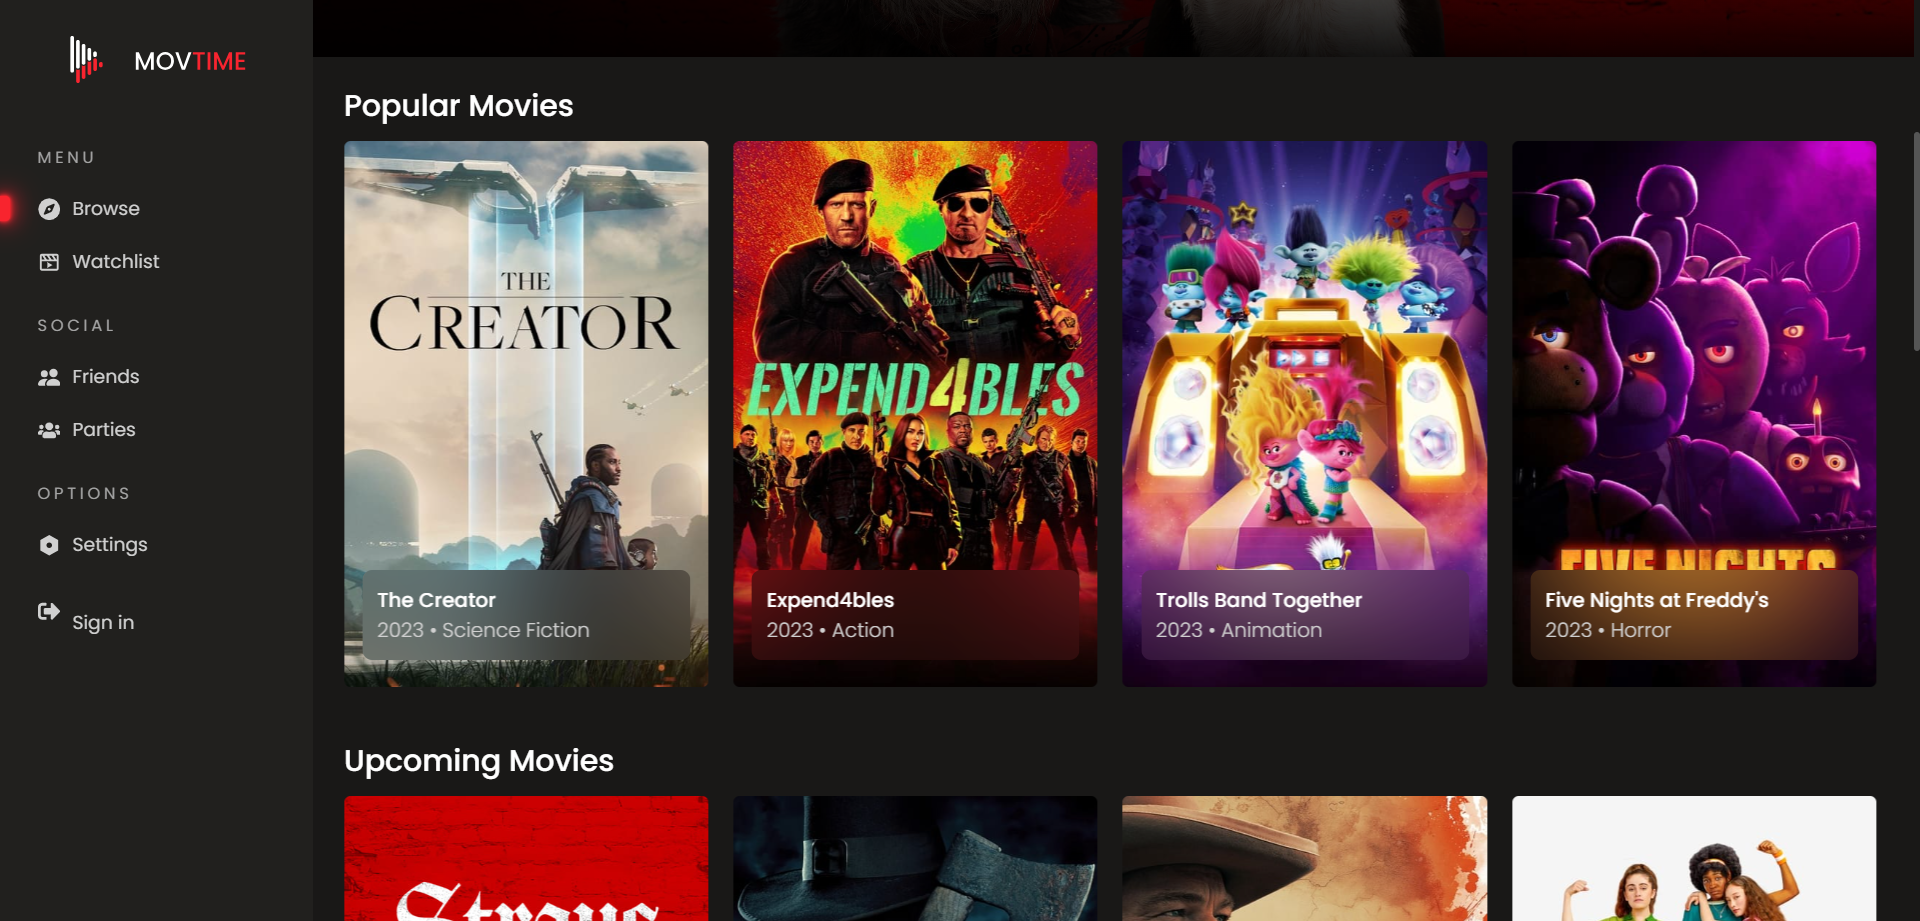 MOVTIME
MENU
Browse
Watchlist
SOCIAL
Friends
Parties
OPTIONS
Settings
Sign in
Popular Movies
THE
CREATOR
The Creator
2023 • Science Fiction
EXPEND4BLES
Expend4bles
2023 • Action
Trolls Band Together
2023 • Animation
FIVE NIGHTS
Five Nights at Freddy's
2023 • Horror
Upcoming Movies
Strays